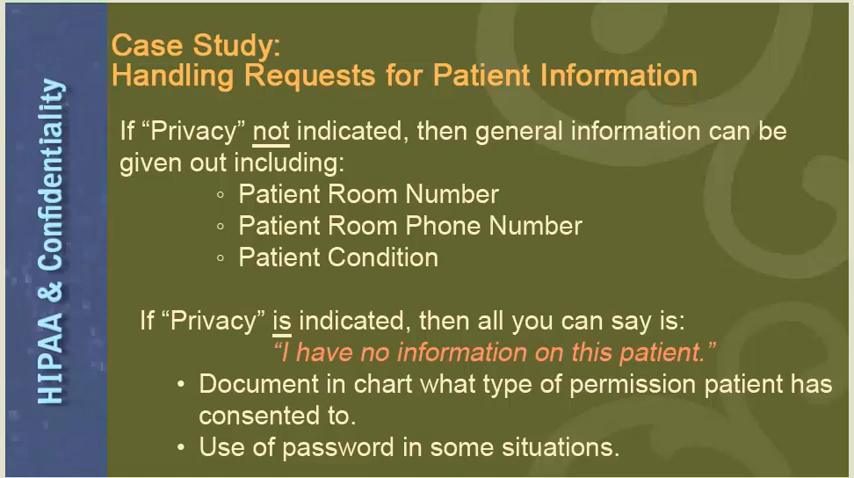 HIPAA & Confidentiality
Case Study:
Handling Requests for Patient Information
If “Privacy” not indicated, then general information can be
given out including:
◦ Patient Room Number
◦ Patient Room Phone Number
◦ Patient Condition
If “Privacy” is indicated, then all you can say is:
“I have no information on this patient.”
• Document in chart what type of permission patient has
consented to.
• Use of password in some situations.